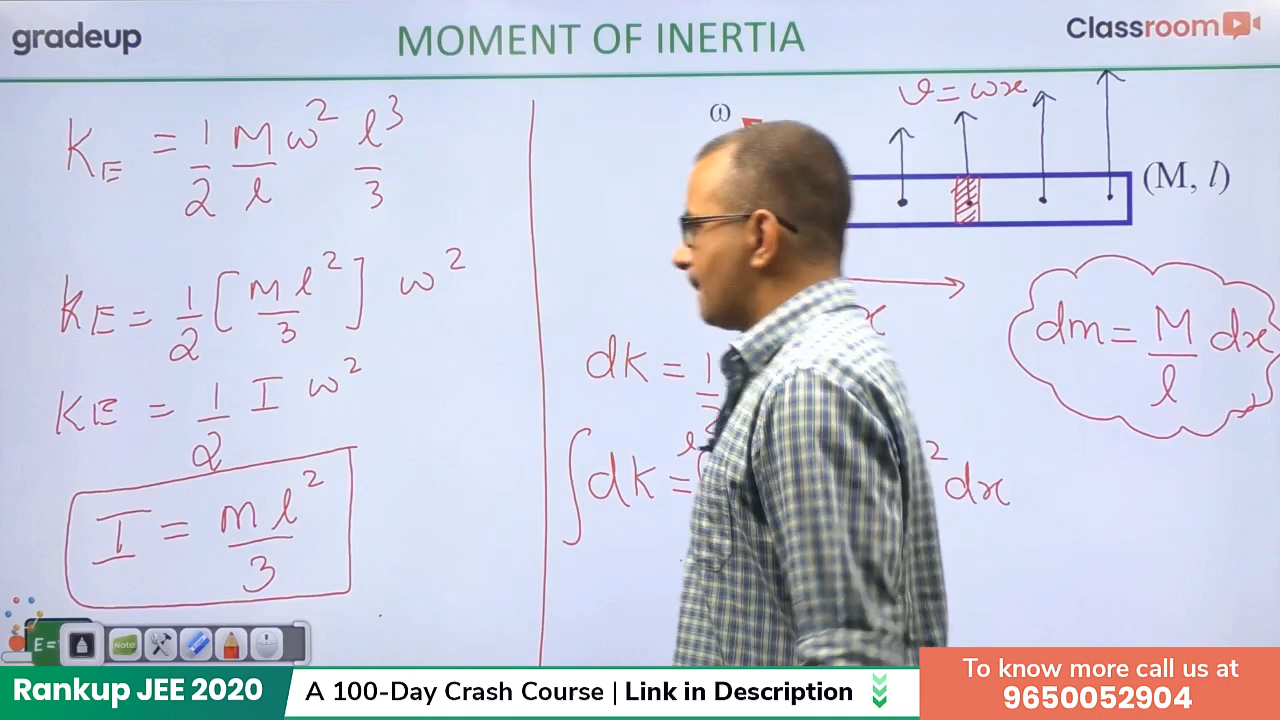 gradeup
MOMENT OF INERTIA
Classroom
K_E = 1/2 M/l ω² l³/3
KE = 1/2 [Ml²/3] ω²
KE = 1/2 I ω²
I = Ml²/3
ω
v = ωx
(M, l)
x
dm = M/l dx
dK = 1
∫dK =
² dx
E=
Note
Rankup JEE 2020
A 100-Day Crash Course | Link in Description
To know more call us at
9650052904